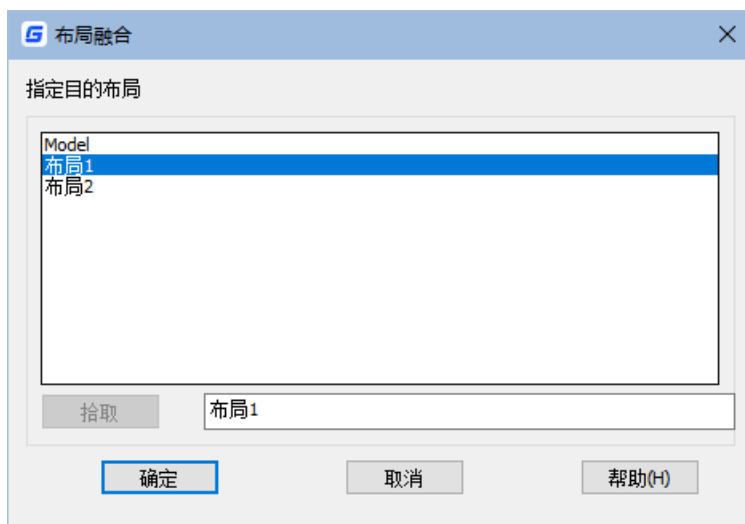 布局融合
指定目的布局
Model
布局1
布局2
拾取
布局1
确定
取消
帮助(H)